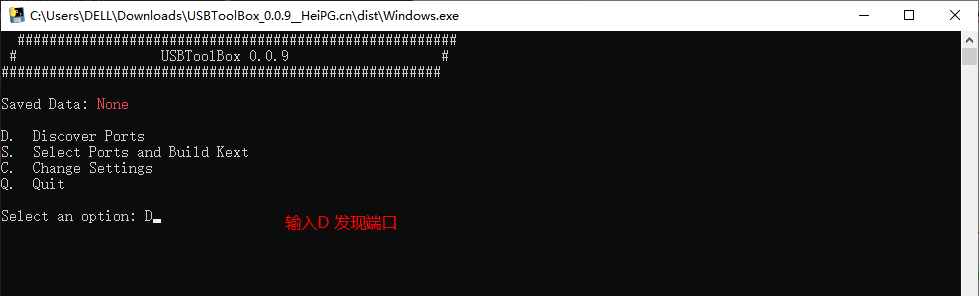 C:\Users\DELL\Downloads\USBToolBox_0.0.9__HeiPG.cn\dist\Windows.exe
#######################################################
# USBToolBox 0.0.9 #
#######################################################
Saved Data: None
D. Discover Ports
S. Select Ports and Build Kext
C. Change Settings
Q. Quit
Select an option: D
输入D 发现端口